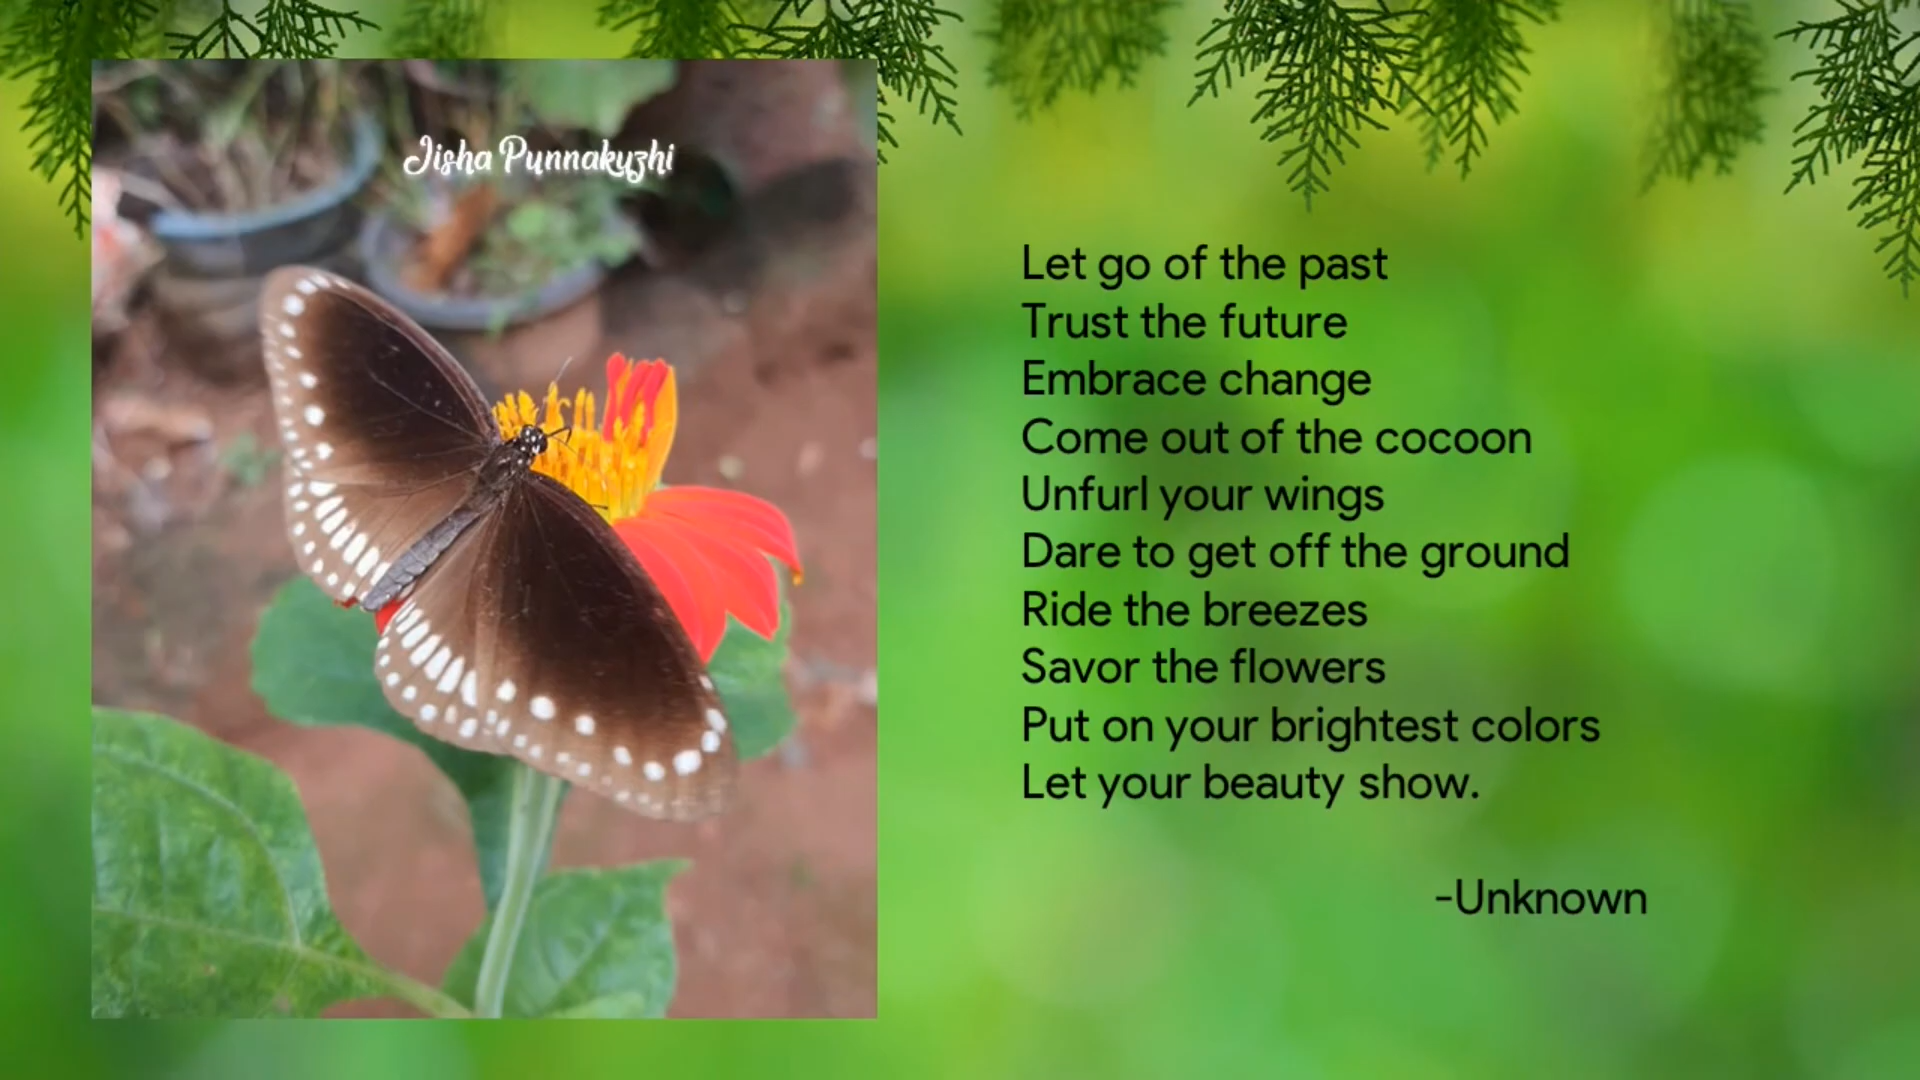 Jisha Punnakuzhi
Let go of the past
Trust the future
Embrace change
Come out of the cocoon
Unfurl your wings
Dare to get off the ground
Ride the breezes
Savor the flowers
Put on your brightest colors
Let your beauty show.
-Unknown